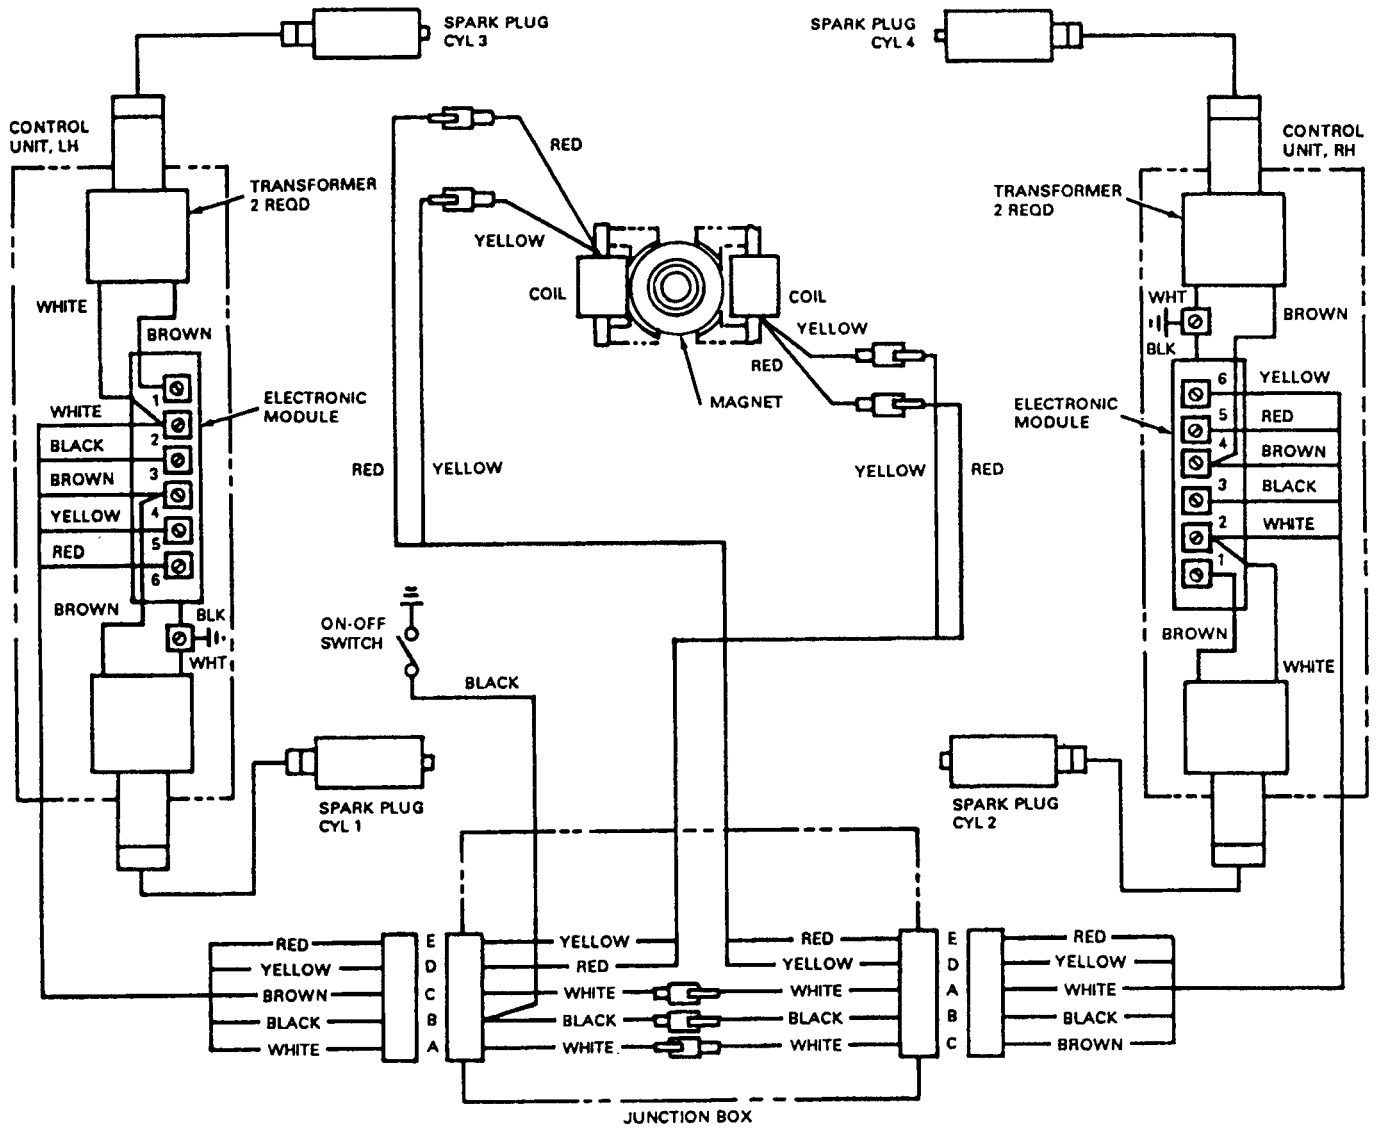 SPARK PLUG
CYL 3
SPARK PLUG
CYL 4
CONTROL
UNIT, LH
CONTROL
UNIT, RH
RED
TRANSFORMER
2 REQD
TRANSFORMER
2 REQD
YELLOW
WHITE
COIL
COIL
WHT
BROWN
BROWN
YELLOW
BLK
RED
MAGNET
ELECTRONIC
MODULE
ELECTRONIC
MODULE
1
WHITE
2
BLACK
3
BROWN
4
YELLOW
5
RED
6
6
YELLOW
5
RED
4
BROWN
3
BLACK
2
WHITE
1
RED
YELLOW
YELLOW
RED
BROWN
BLK
WHT
ON-OFF
SWITCH
BLACK
BROWN
WHITE
SPARK PLUG
CYL 1
SPARK PLUG
CYL 2
RED
E
YELLOW
RED
E
RED
YELLOW
D
RED
YELLOW
D
YELLOW
BROWN
C
WHITE
WHITE
A
WHITE
BLACK
B
BLACK
BLACK
B
BLACK
WHITE
A
WHITE.
WHITE
C
BROWN
JUNCTION BOX